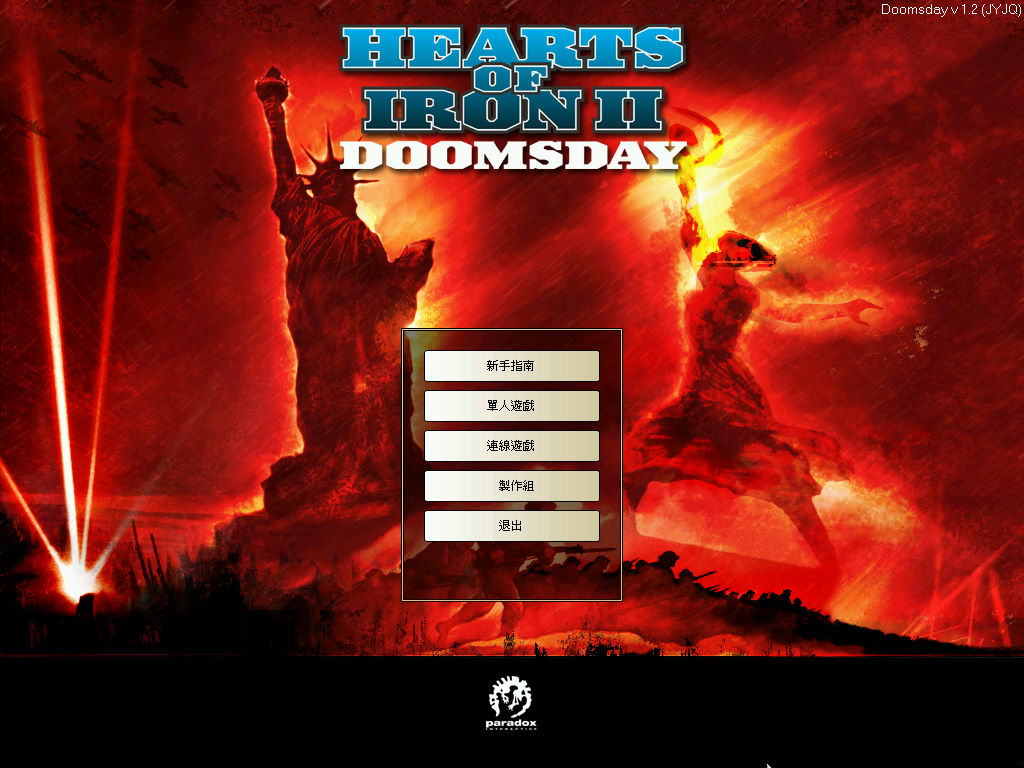 Doomsday v 1.2 (JYJQ)
HEARTS
OF
IRON II
DOOMSDAY
新手指南
單人遊戲
連線遊戲
製作組
退出
paradox
INTERACTIVE